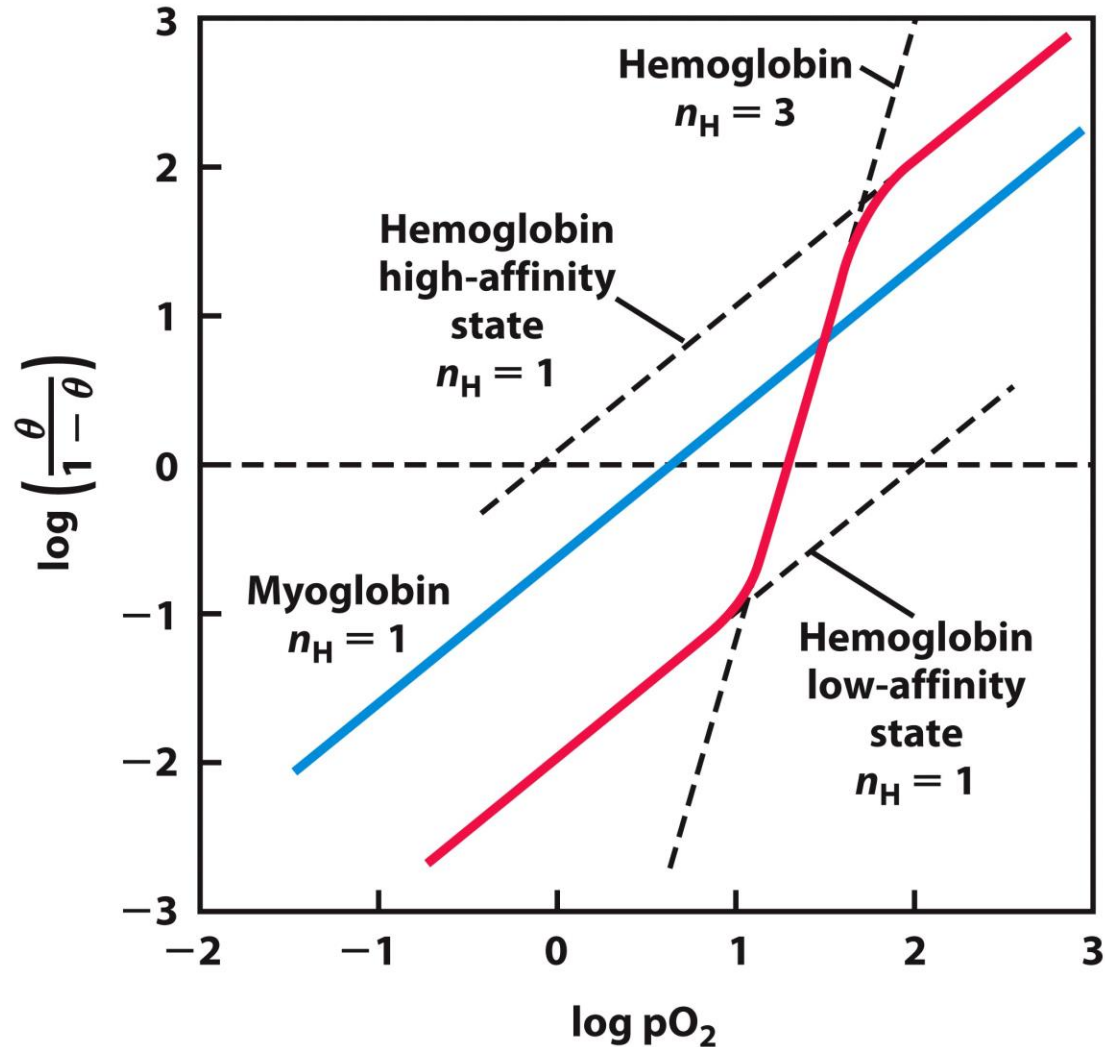 3
2
1
0
−1
−2
−3
log (θ / 1 − θ)
Hemoglobin
nH = 3
Hemoglobin
high-affinity
state
nH = 1
Myoglobin
nH = 1
Hemoglobin
low-affinity
state
nH = 1
−2 −1 0 1 2 3
log pO₂